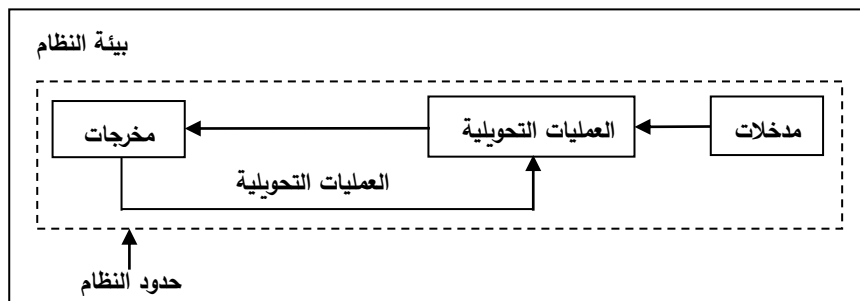 بيئة النظام
مدخلات
العمليات التحويلية
مخرجات
العمليات التحويلية
حدود النظام